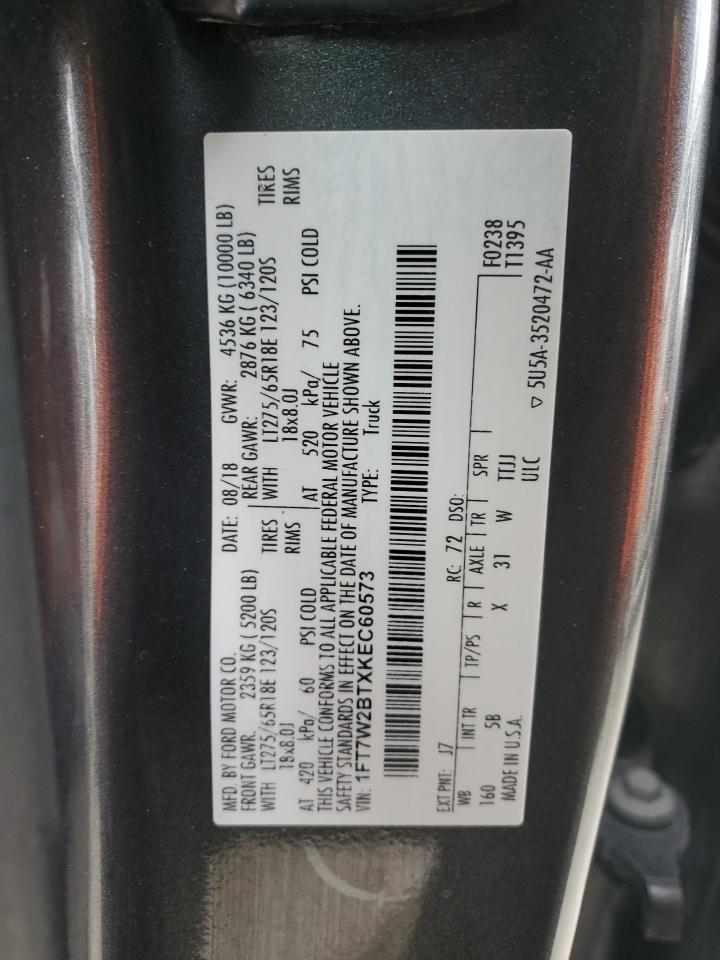 MFD. BY FORD MOTOR CO.
DATE: 08/18 GVWR: 4536 KG (10000 LB)
FRONT GAWR: 2359 KG ( 5200 LB) REAR GAWR: 2876 KG ( 6340 LB)
WITH LT275/65R18E 123/120S TIRES WITH LT275/65R18E 123/120S TIRES
18x8.0J RIMS 18x8.0J RIMS
AT 420 kPa/ 60 PSI COLD AT 520 kPa/ 75 PSI COLD
THIS VEHICLE CONFORMS TO ALL APPLICABLE FEDERAL MOTOR VEHICLE
SAFETY STANDARDS IN EFFECT ON THE DATE OF MANUFACTURE SHOWN ABOVE.
VIN: 1FT7W2BTXKEC60573 TYPE: Truck
EXT PNT: J7 RC: 72 DSO:
WB INT TR TP/PS R AXLE TR SPR F0238
160 5B X 31 W TTJJ T1395
MADE IN U.S.A. ULC
▽ 5U5A-3520472-AA